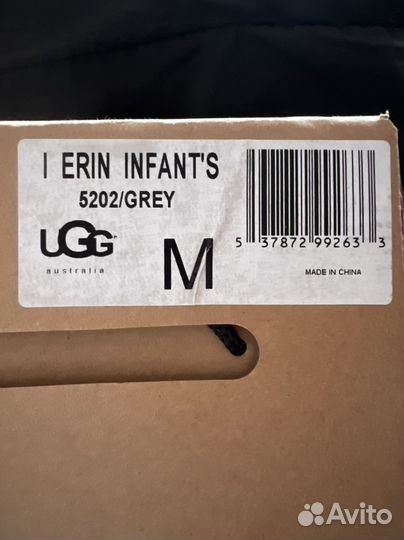 I ERIN INFANT'S
5202/GREY
UGG
australia
M
5 37872 99263 3
MADE IN CHINA
Avito